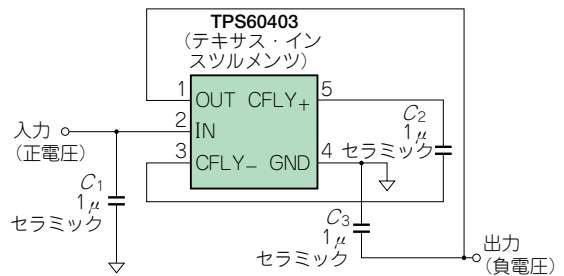 TPS60403
(テキサス・イン
スツルメンツ)
1
OUT
CFLY+
5
2
IN
3
CFLY−
GND
4
入力
(正電圧)
C1
1μ
セラミック
C2
1μ
セラミック
C3
1μ
セラミック
出力
(負電圧)